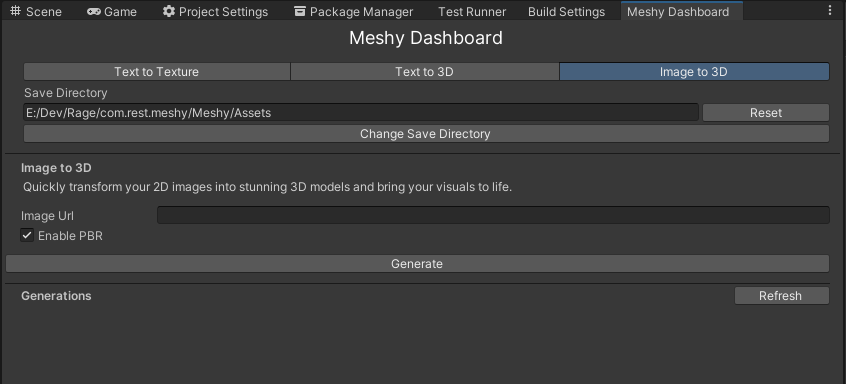 Scene Game Project Settings Package Manager Test Runner Build Settings Meshy Dashboard
Meshy Dashboard
Text to Texture Text to 3D Image to 3D
Save Directory
E:/Dev/Rage/com.rest.meshy/Meshy/Assets Reset
Change Save Directory
Image to 3D
Quickly transform your 2D images into stunning 3D models and bring your visuals to life.
Image Url
Enable PBR
Generate
Generations Refresh